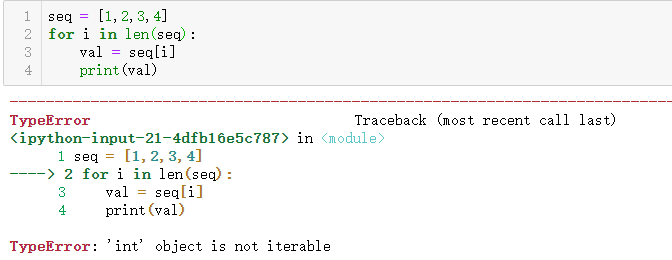 1 seq = [1,2,3,4]
2 for i in len(seq):
3     val = seq[i]
4     print(val)
---------------------------------------------------------------------------
TypeError                                 Traceback (most recent call last)
<ipython-input-21-4dfb16e5c787> in <module>
      1 seq = [1,2,3,4]
----> 2 for i in len(seq):
      3     val = seq[i]
      4     print(val)
TypeError: 'int' object is not iterable